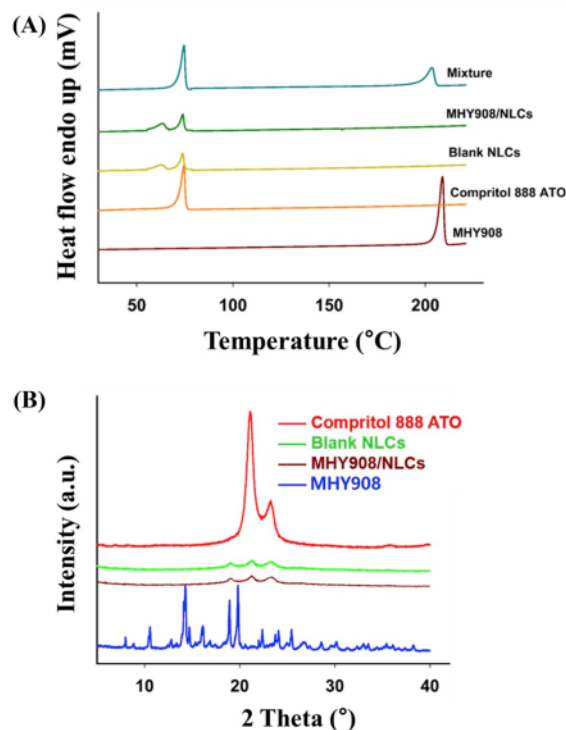 (A)
Heat flow endo up (mV)
Mixture
MHY908/NLCs
Blank NLCs
Compritol 888 ATO
MHY908
50 100 150 200
Temperature (°C)
(B)
Intensity (a.u.)
Compritol 888 ATO
Blank NLCs
MHY908/NLCs
MHY908
10 20 30 40
2 Theta (°)